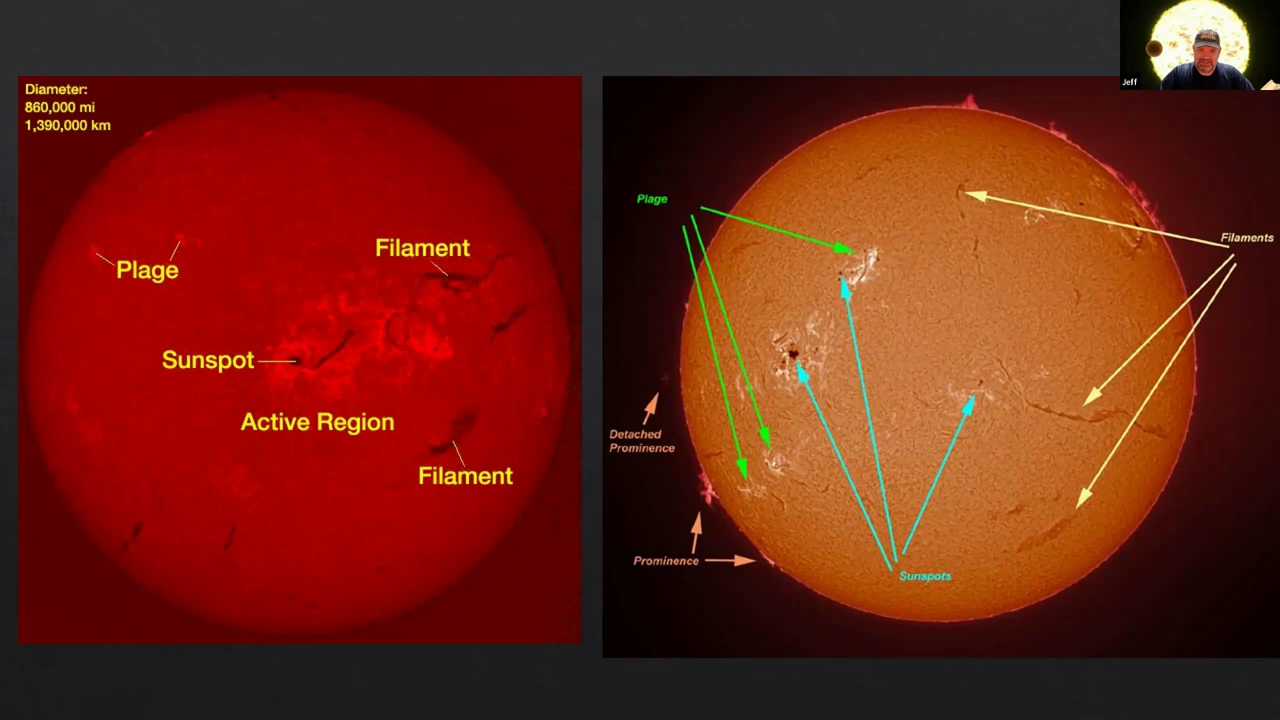 Diameter:
860,000 mi
1,390,000 km
Plage
Filament
Sunspot
Active Region
Filament
Plage
Filaments
Detached
Prominence
Prominence
Sunspots
Jeff